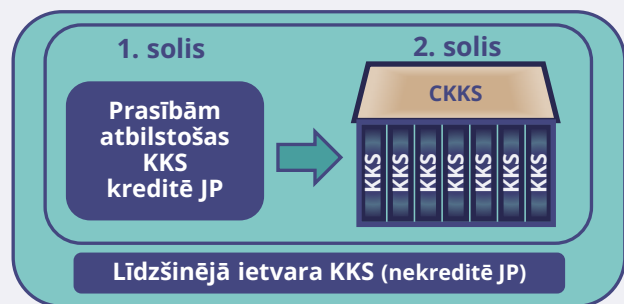 1. solis
Prasībām
atbilstošas
KKS
kreditē JP
2. solis
CKKS
KKS
KKS
KKS
KKS
KKS
KKS
KKS
Līdzšinējā ietvara KKS (nekreditē JP)